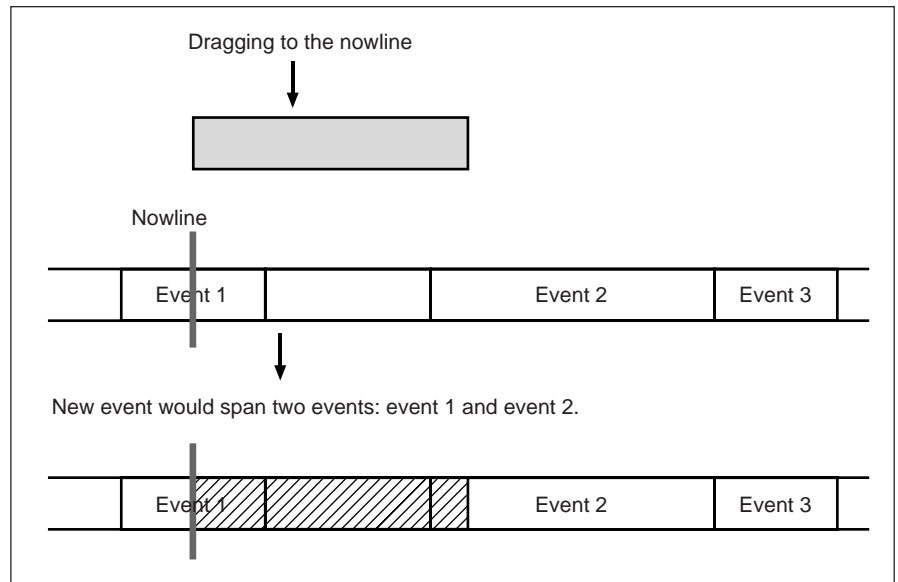 Dragging to the nowline
Nowline
Event 1 Event 2 Event 3
New event would span two events: event 1 and event 2.
Event 1 Event 2 Event 3